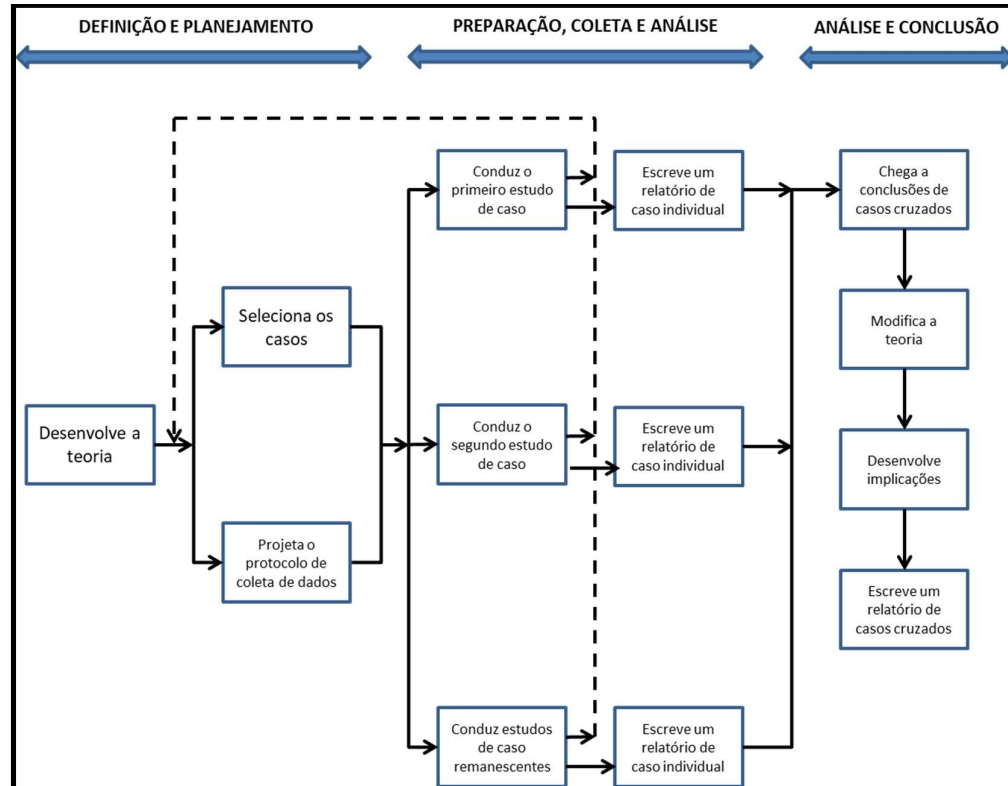 DEFINIÇÃO E PLANEJAMENTO
PREPARAÇÃO, COLETA E ANÁLISE
ANÁLISE E CONCLUSÃO
Desenvolve a
teoria
Seleciona os
casos
Projeta o
protocolo de
coleta de dados
Conduz o
primeiro estudo
de caso
Escreve um
relatório de
caso individual
Conduz o
segundo estudo
de caso
Escreve um
relatório de
caso individual
Conduz estudos
de caso
remanescentes
Escreve um
relatório de
caso individual
Chega a
conclusões de
casos cruzados
Modifica a
teoria
Desenvolve
implicações
Escreve um
relatório de
casos cruzados